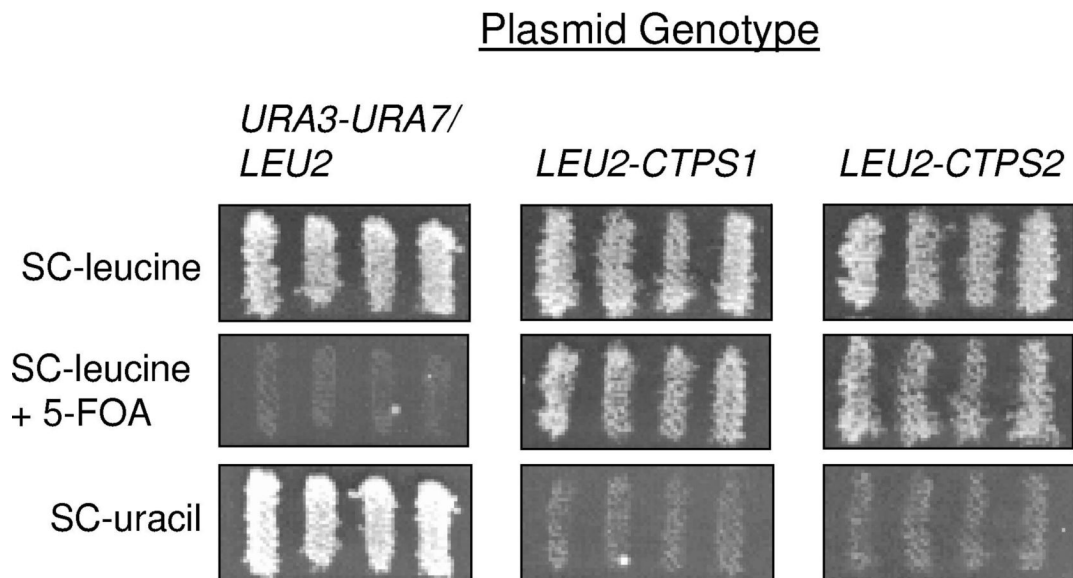 Plasmid Genotype
URA3-URA7/
LEU2
LEU2-CTPS1
LEU2-CTPS2
SC-leucine
SC-leucine
+ 5-FOA
SC-uracil